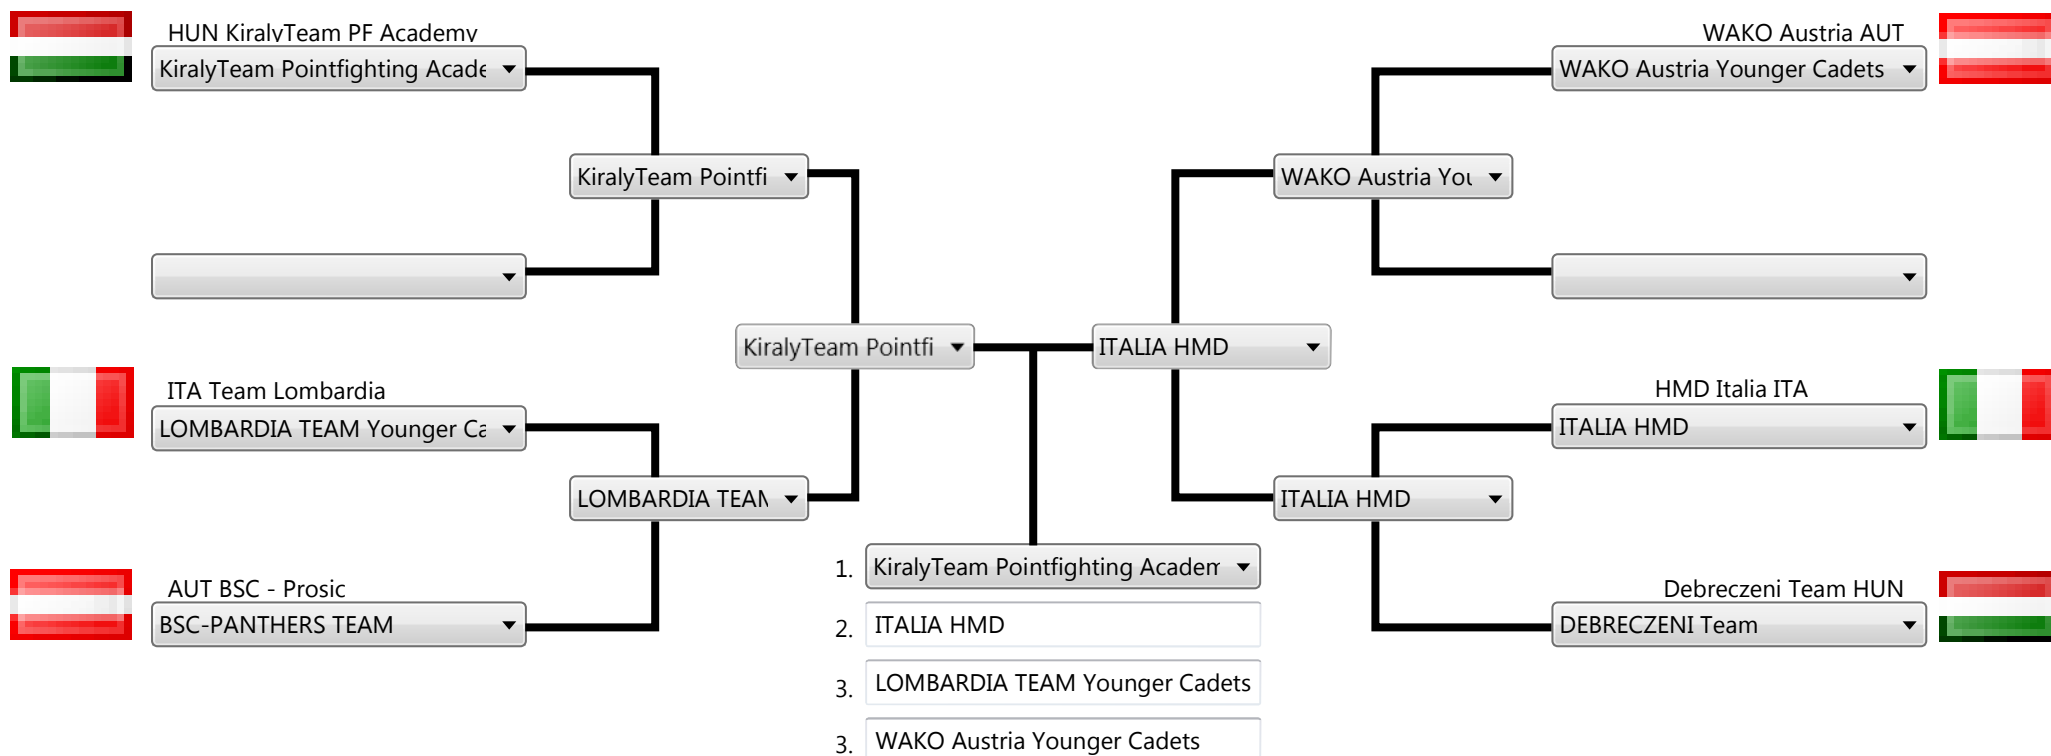 HUN KiralyTeam PF Academy
WAKO Austria AUT
KiralyTeam Pointfighting Acade
WAKO Austria Younger Cadets
KiralyTeam Pointfi
WAKO Austria You
KiralyTeam Pointfi
ITALIA HMD
ITA Team Lombardia
HMD Italia ITA
LOMBARDIA TEAM Younger Ca
ITALIA HMD
LOMBARDIA TEAM
ITALIA HMD
1. KiralyTeam Pointfighting Academ
AUT BSC - Prosic
Debreczeni Team HUN
BSC-PANTHERS TEAM
2. ITALIA HMD
DEBRECZENI Team
3. LOMBARDIA TEAM Younger Cadets
3. WAKO Austria Younger Cadets